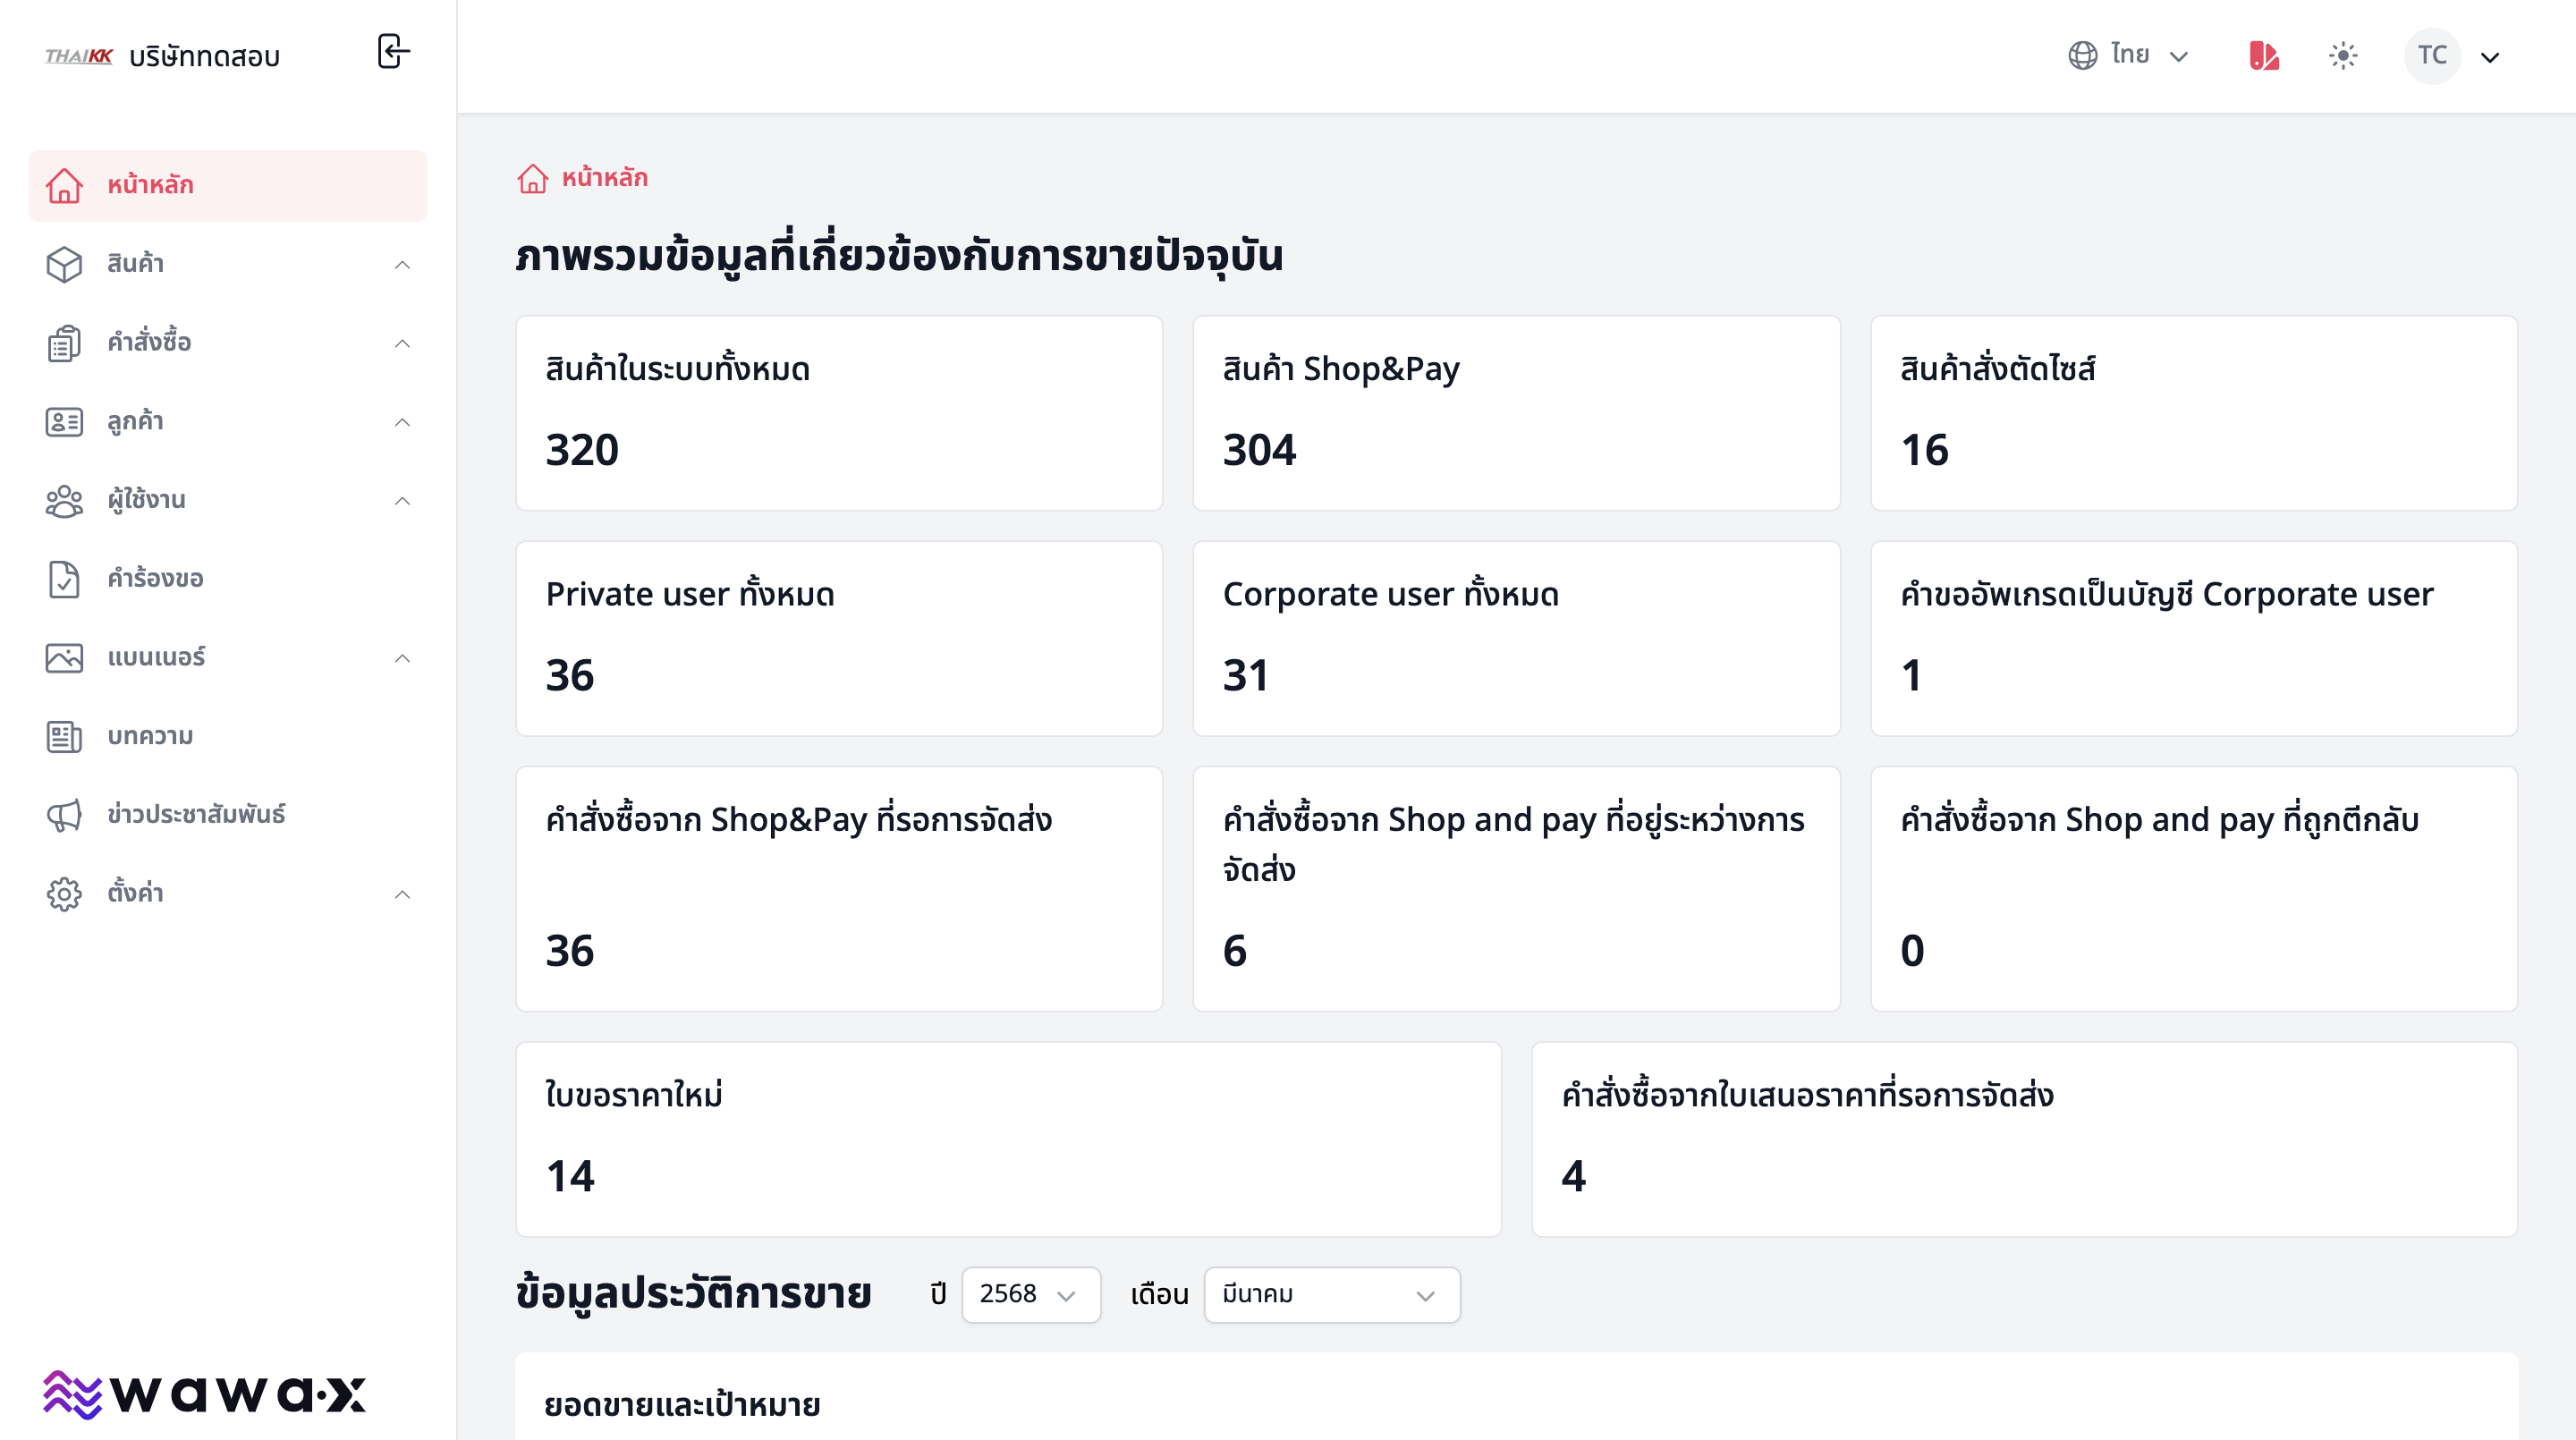 THAIKK บริษัททดสอบ
ไทย
TC
หน้าหลัก
สินค้า
คำสั่งซื้อ
ลูกค้า
ผู้ใช้งาน
คำร้องขอ
แบนเนอร์
บทความ
ข่าวประชาสัมพันธ์
ตั้งค่า
wawa.x
หน้าหลัก
ภาพรวมข้อมูลที่เกี่ยวข้องกับการขายปัจจุบัน
สินค้าในระบบทั้งหมด
320
สินค้า Shop&Pay
304
สินค้าสั่งตัดไซส์
16
Private user ทั้งหมด
36
Corporate user ทั้งหมด
31
คำขออัพเกรดเป็นบัญชี Corporate user
1
คำสั่งซื้อจาก Shop&Pay ที่รอการจัดส่ง
36
คำสั่งซื้อจาก Shop and pay ที่อยู่ระหว่างการ
จัดส่ง
6
คำสั่งซื้อจาก Shop and pay ที่ถูกตีกลับ
0
ใบขอราคาใหม่
14
คำสั่งซื้อจากใบเสนอราคาที่รอการจัดส่ง
4
ข้อมูลประวัติการขาย ปี 2568 เดือน มีนาคม
ยอดขายและเป้าหมาย